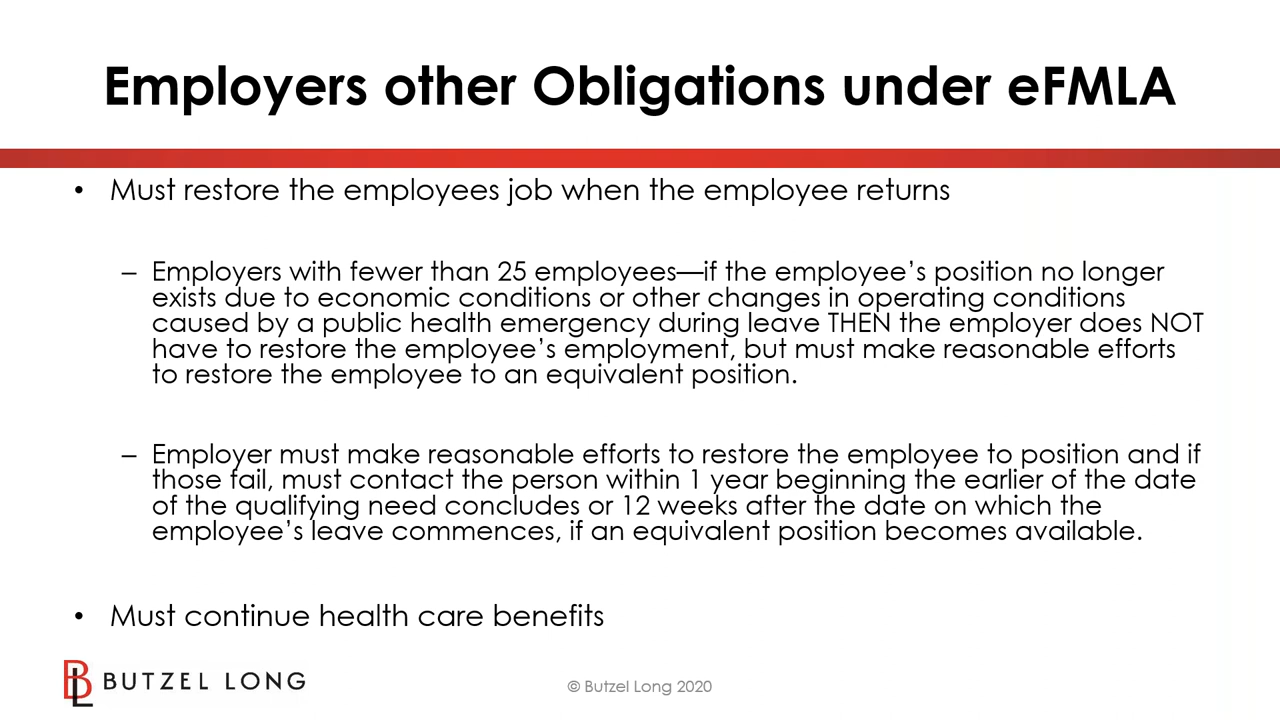 Employers other Obligations under eFMLA
• Must restore the employees job when the employee returns
– Employers with fewer than 25 employees—if the employee’s position no longer
exists due to economic conditions or other changes in operating conditions
caused by a public health emergency during leave THEN the employer does NOT
have to restore the employee’s employment, but must make reasonable efforts
to restore the employee to an equivalent position.
– Employer must make reasonable efforts to restore the employee to position and if
those fail, must contact the person within 1 year beginning the earlier of the date
of the qualifying need concludes or 12 weeks after the date on which the
employee’s leave commences, if an equivalent position becomes available.
• Must continue health care benefits
BL BUTZEL LONG
© Butzel Long 2020